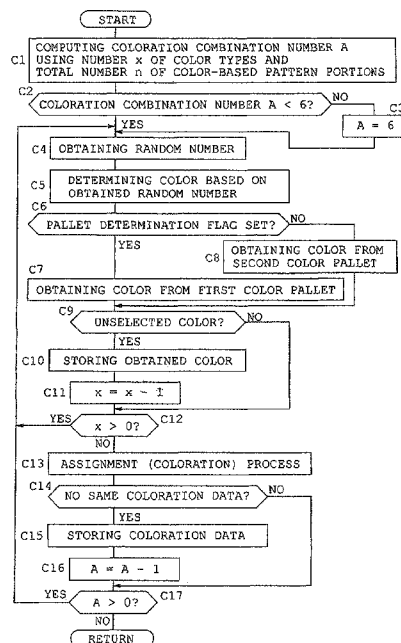 START
C1
COMPUTING COLORATION COMBINATION NUMBER A
USING NUMBER x OF COLOR TYPES AND
TOTAL NUMBER n OF COLOR-BASED PATTERN PORTIONS
C2
COLORATION COMBINATION NUMBER A < 6?
NO
C3
YES
A = 6
C4
OBTAINING RANDOM NUMBER
C5
DETERMINING COLOR BASED ON
OBTAINED RANDOM NUMBER
C6
PALLET DETERMINATION FLAG SET?
NO
YES
C8
OBTAINING COLOR FROM
SECOND COLOR PALLET
C7
OBTAINING COLOR FROM FIRST COLOR PALLET
C9
UNSELECTED COLOR?
NO
YES
C10
STORING OBTAINED COLOR
C11
x = x - 1
YES
x > 0?
C12
NO
C13
ASSIGNMENT (COLORATION) PROCESS
C14
NO SAME COLORATION DATA?
NO
YES
C15
STORING COLORATION DATA
C16
A = A - 1
YES
A > 0?
C17
NO
RETURN